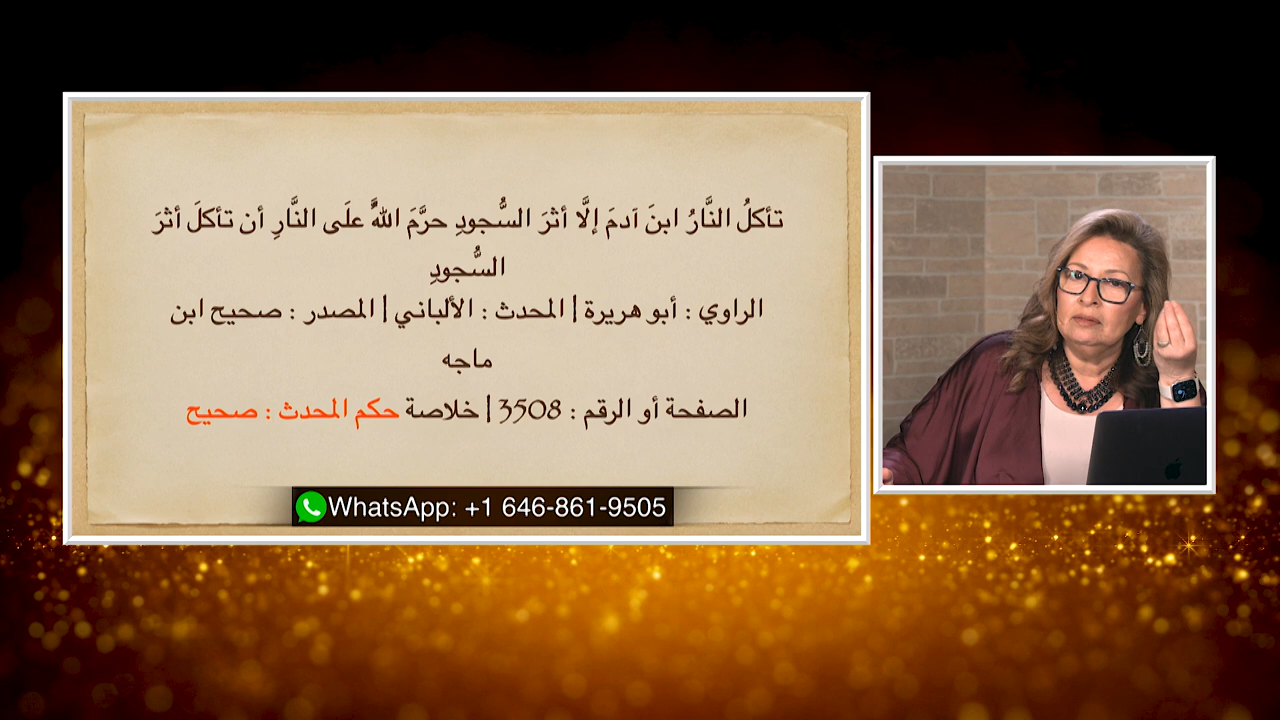 تأكلُ النَّارُ ابنَ آدمَ إلَّا أثرَ السُّجودِ حرَّمَ اللهُ علَى النَّارِ أن تأكلَ أثرَ
السُّجودِ
الراوي : أبو هريرة | المحدث : الألباني | المصدر : صحيح ابن
ماجه
الصفحة أو الرقم : 3508 | خلاصة حكم المحدث : صحيح
WhatsApp: +1 646-861-9505